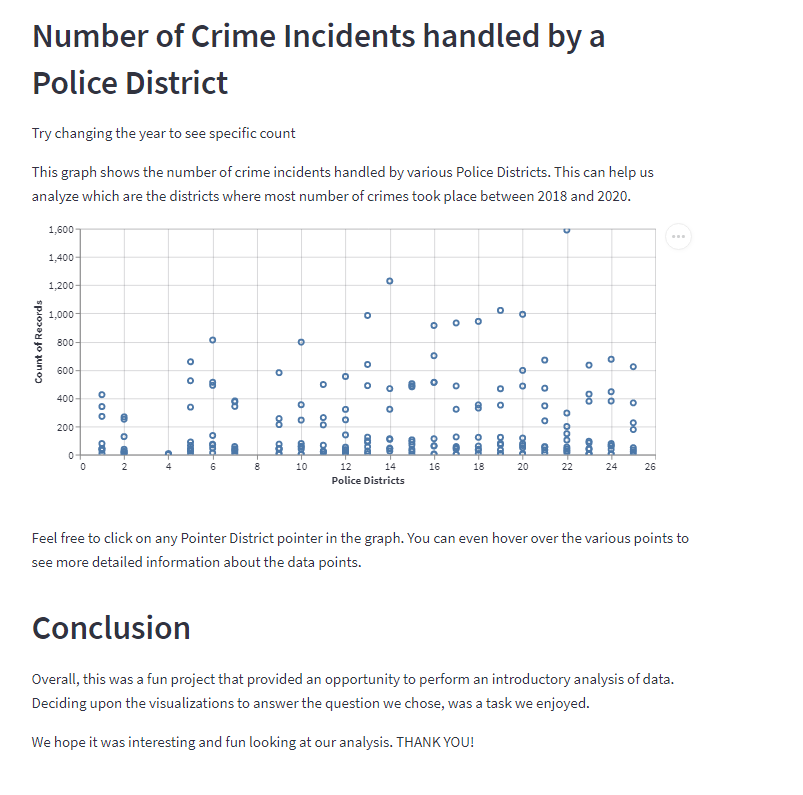 Number of Crime Incidents handled by a
Police District
Try changing the year to see specific count
This graph shows the number of crime incidents handled by various Police Districts. This can help us
analyze which are the districts where most number of crimes took place between 2018 and 2020.
1,600
1,400
1,200
1,000
800
600
400
200
0
Count of Records
0 2 4 6 8 10 12 14 16 18 20 22 24 26
Police Districts
Feel free to click on any Pointer District pointer in the graph. You can even hover over the various points to
see more detailed information about the data points.
Conclusion
Overall, this was a fun project that provided an opportunity to perform an introductory analysis of data.
Deciding upon the visualizations to answer the question we chose, was a task we enjoyed.
We hope it was interesting and fun looking at our analysis. THANK YOU!